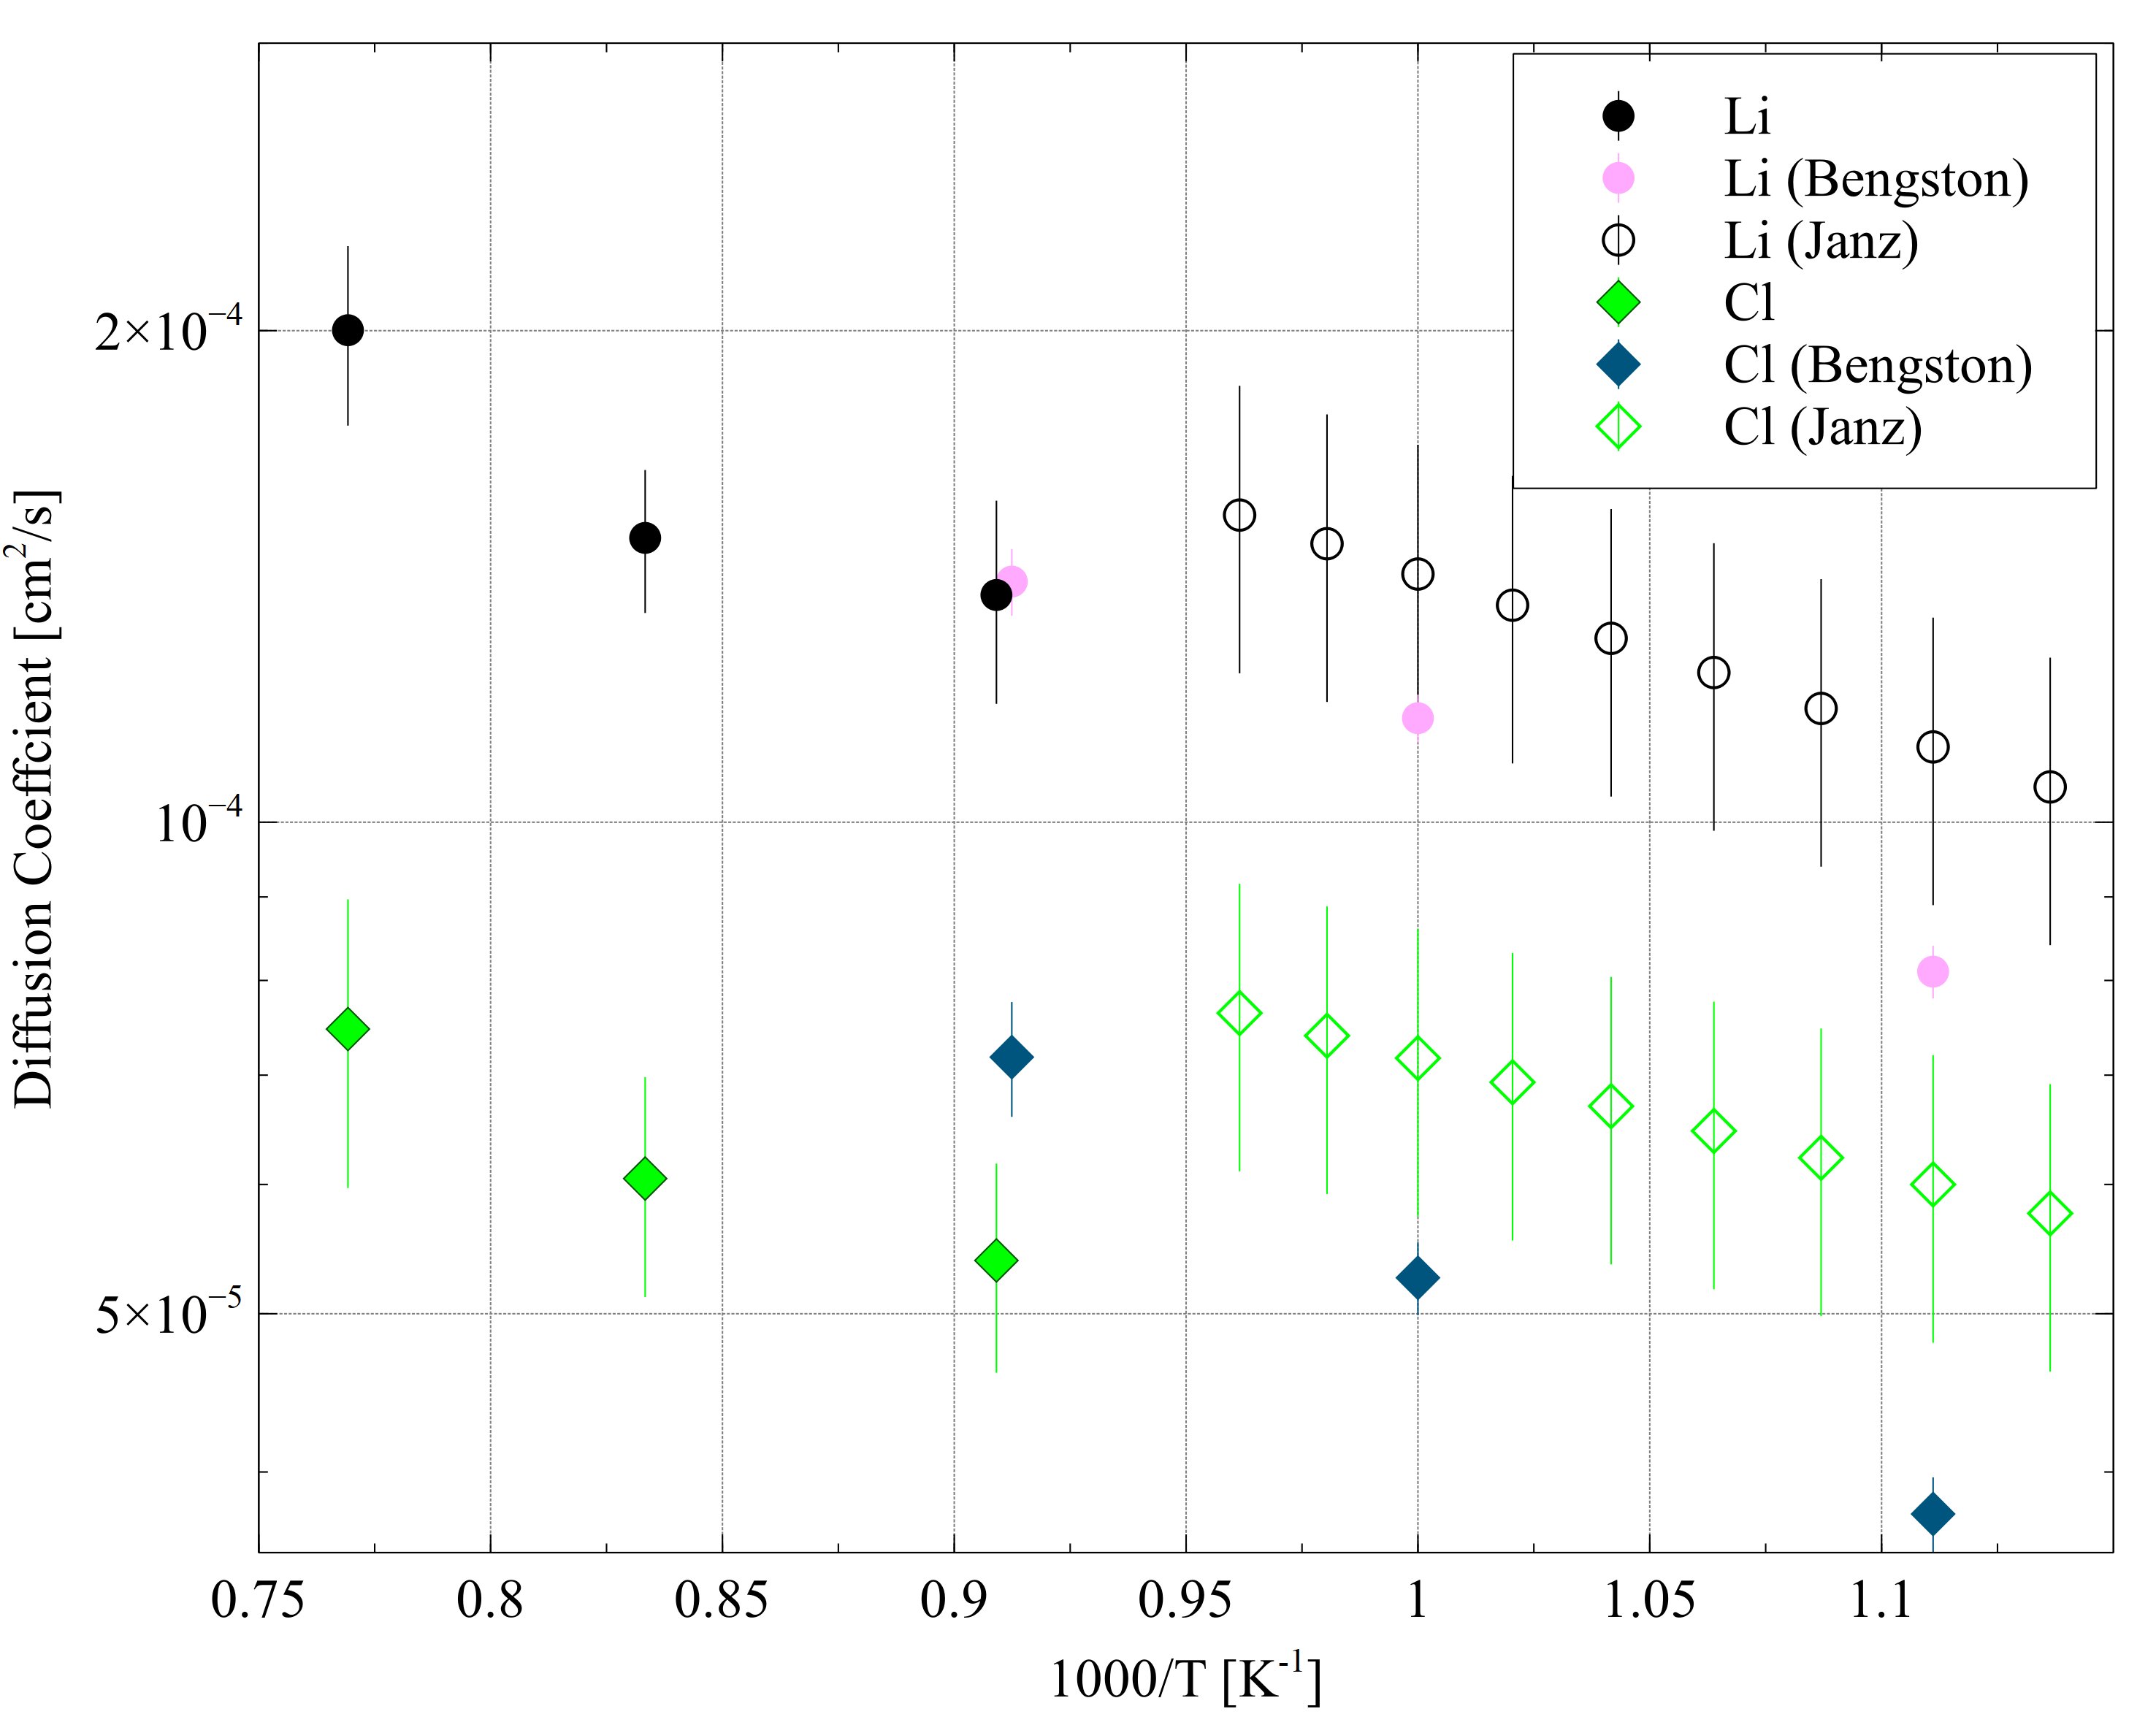 Li
Li (Bengston)
Li (Janz)
Cl
Cl (Bengston)
Cl (Janz)
2×10⁻⁴
10⁻⁴
5×10⁻⁵
Diffusion Coeffcient [cm²/s]
0.75 0.8 0.85 0.9 0.95 1 1.05 1.1
1000/T [K⁻¹]